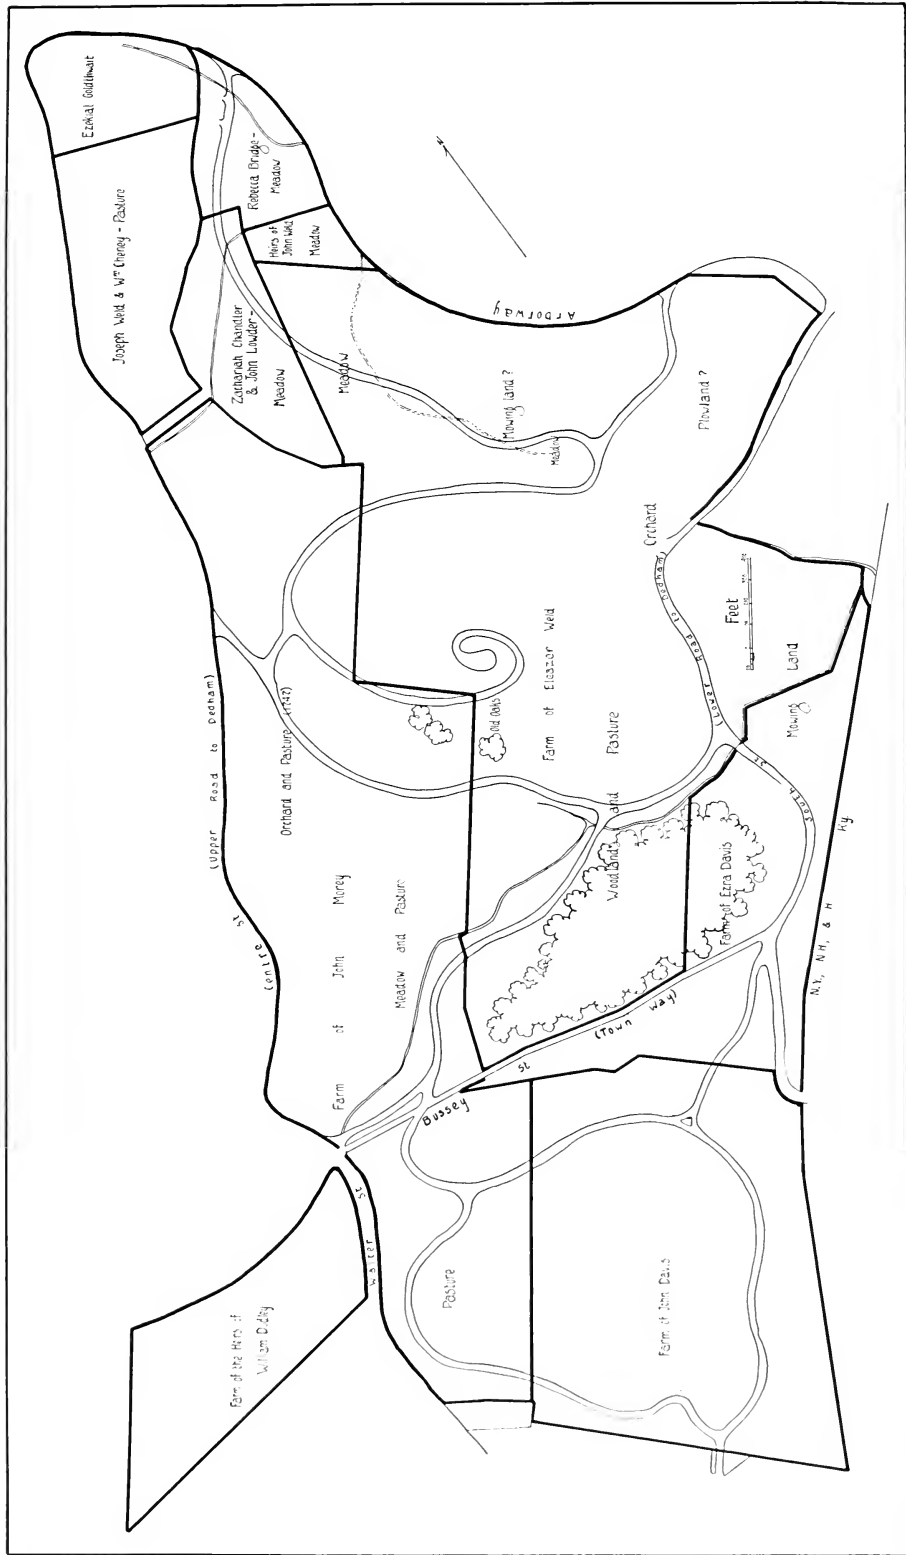 Ezekial Goldthwait
Joseph Weld & Wm Cheney - Pasture
Rebecca Bridge -
Meadow
Heirs of
John Weld
Meadow
Zachariah Chandler
& John Lowder -
Meadow
Meadow
Arborway
Mowing Land ?
Meadow
Plowland ?
Orchard
(Lower Road to Dedham)
Feet
Mowing
Land
South St
N.Y., N.H., & H Ry.
Farm of Eleazer Weld
Old Oaks
Pasture
and
Woodland
Farm of Ezra Davis
(Upper Road to Dedham)
Centre St
Orchard and Pasture (1742)
Farm of John Morey
Meadow and Pasture
Bussey St
(Town Way)
Walter St
Pasture
Farm of John Davis
Farm of the Heirs of
William Dudley